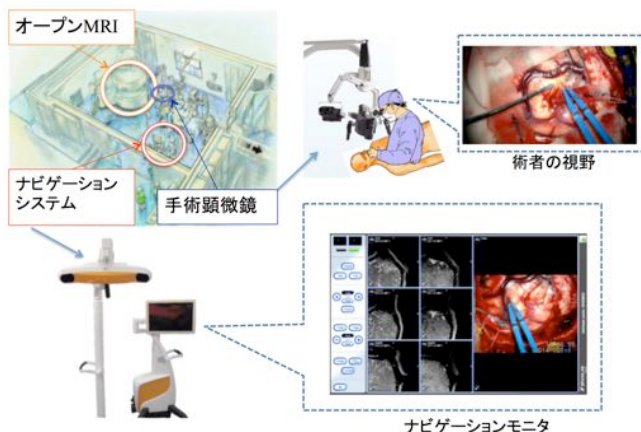 オープンMRI
術者の視野
ナビゲーション
システム
手術顕微鏡
ナビゲーションモニタ